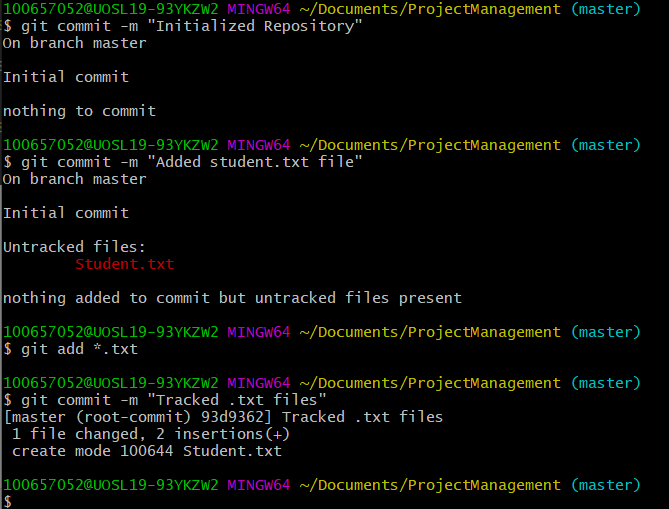 100657052@UOSL19-93YKZW2 MINGW64 ~/Documents/ProjectManagement (master)
$ git commit -m "Initialized Repository"
On branch master
Initial commit
nothing to commit
100657052@UOSL19-93YKZW2 MINGW64 ~/Documents/ProjectManagement (master)
$ git commit -m "Added student.txt file"
On branch master
Initial commit
Untracked files:
Student.txt
nothing added to commit but untracked files present
100657052@UOSL19-93YKZW2 MINGW64 ~/Documents/ProjectManagement (master)
$ git add *.txt
100657052@UOSL19-93YKZW2 MINGW64 ~/Documents/ProjectManagement (master)
$ git commit -m "Tracked .txt files"
[master (root-commit) 93d9362] Tracked .txt files
1 file changed, 2 insertions(+)
create mode 100644 Student.txt
100657052@UOSL19-93YKZW2 MINGW64 ~/Documents/ProjectManagement (master)
$